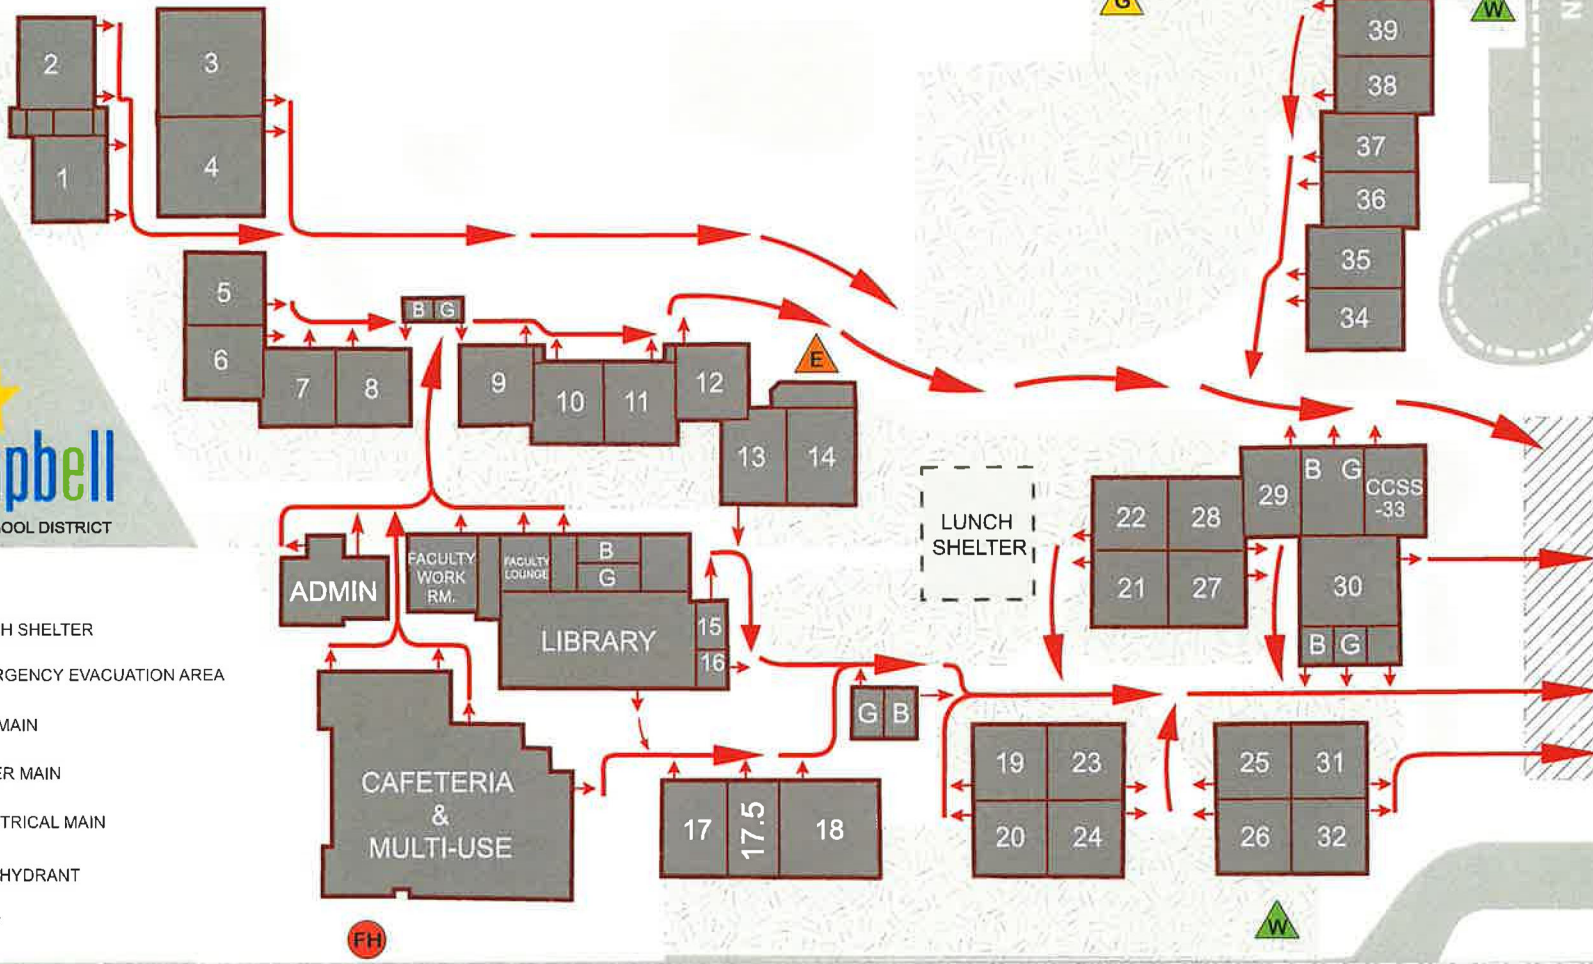 G
W
N
39
38
37
36
35
34
2
1
3
4
5
6
7
8
B G
9
10
11
12
E
13
14
pbell
OOL DISTRICT
ADMIN
FACULTY
WORK
RM.
FACULTY
LOUNGE
B
G
LIBRARY
15
16
LUNCH
SHELTER
22
28
21
27
29
B G
CCSS
-33
30
B G
H SHELTER
RGENCY EVACUATION AREA
MAIN
ER MAIN
TRICAL MAIN
HYDRANT
CAFETERIA
&
MULTI-USE
G B
17
17.5
18
19
23
20
24
25
31
26
32
FH
W